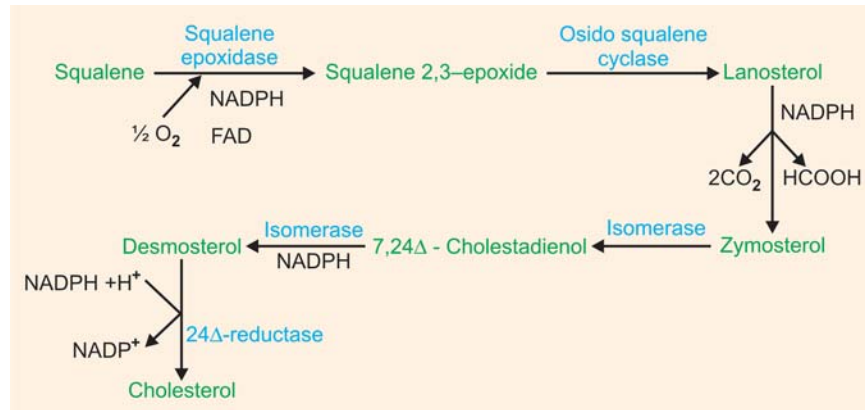 Squalene
epoxidase
Osido squalene
cyclase
Squalene
Squalene 2,3–epoxide
Lanosterol
NADPH
½ O₂
FAD
NADPH
2CO₂
HCOOH
Isomerase
Isomerase
Desmosterol
7,24Δ - Cholestadienol
Zymosterol
NADPH
NADPH +H⁺
24Δ-reductase
NADP⁺
Cholesterol